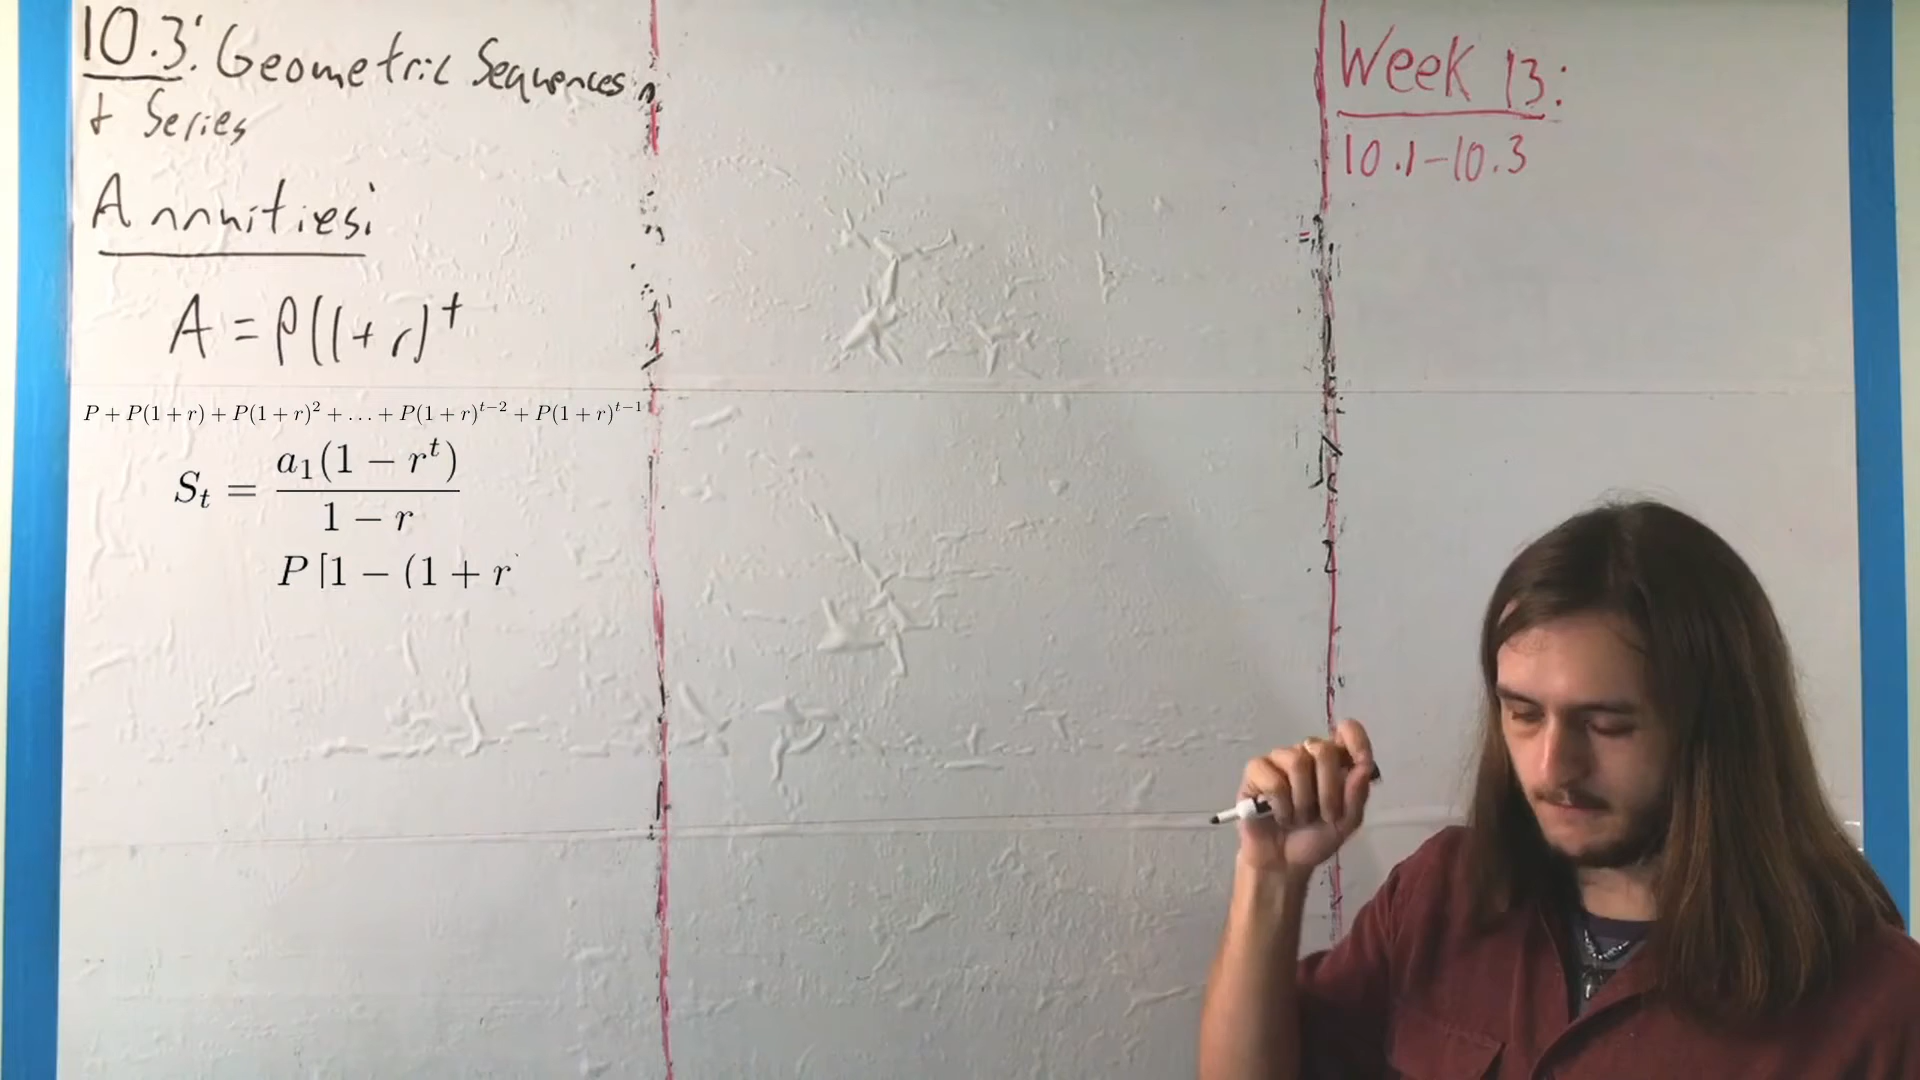 10.3: Geometric Sequences
+ Series
Annuities:
A = P(1+r)^t
P + P(1 + r) + P(1 + r)^2 + ... + P(1 + r)^{t-2} + P(1 + r)^{t-1}
S_t = \frac{a_1(1 - r^t)}{1 - r}
P [1 - (1 + r
Week 13:
10.1-10.3